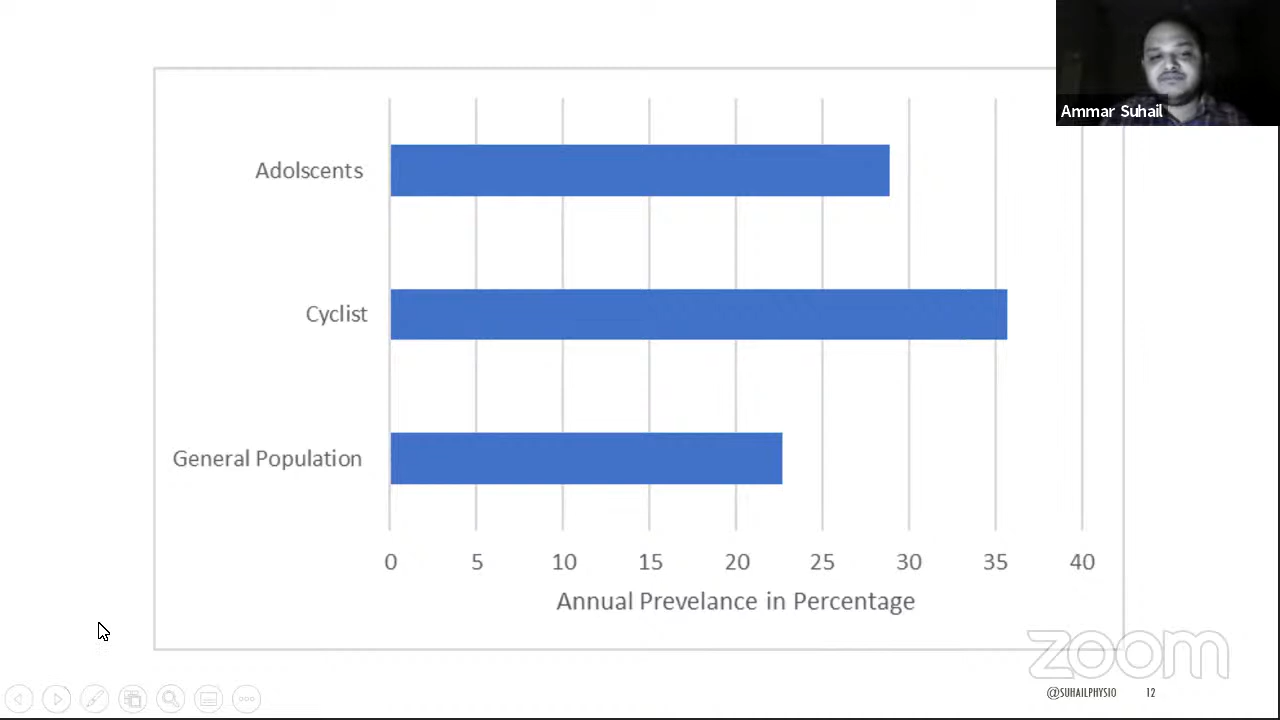 Ammar Suhail
Adolscents
Cyclist
General Population
0 5 10 15 20 25 30 35 40
Annual Prevelance in Percentage
zoom
@SUHAILPHYSIO 12